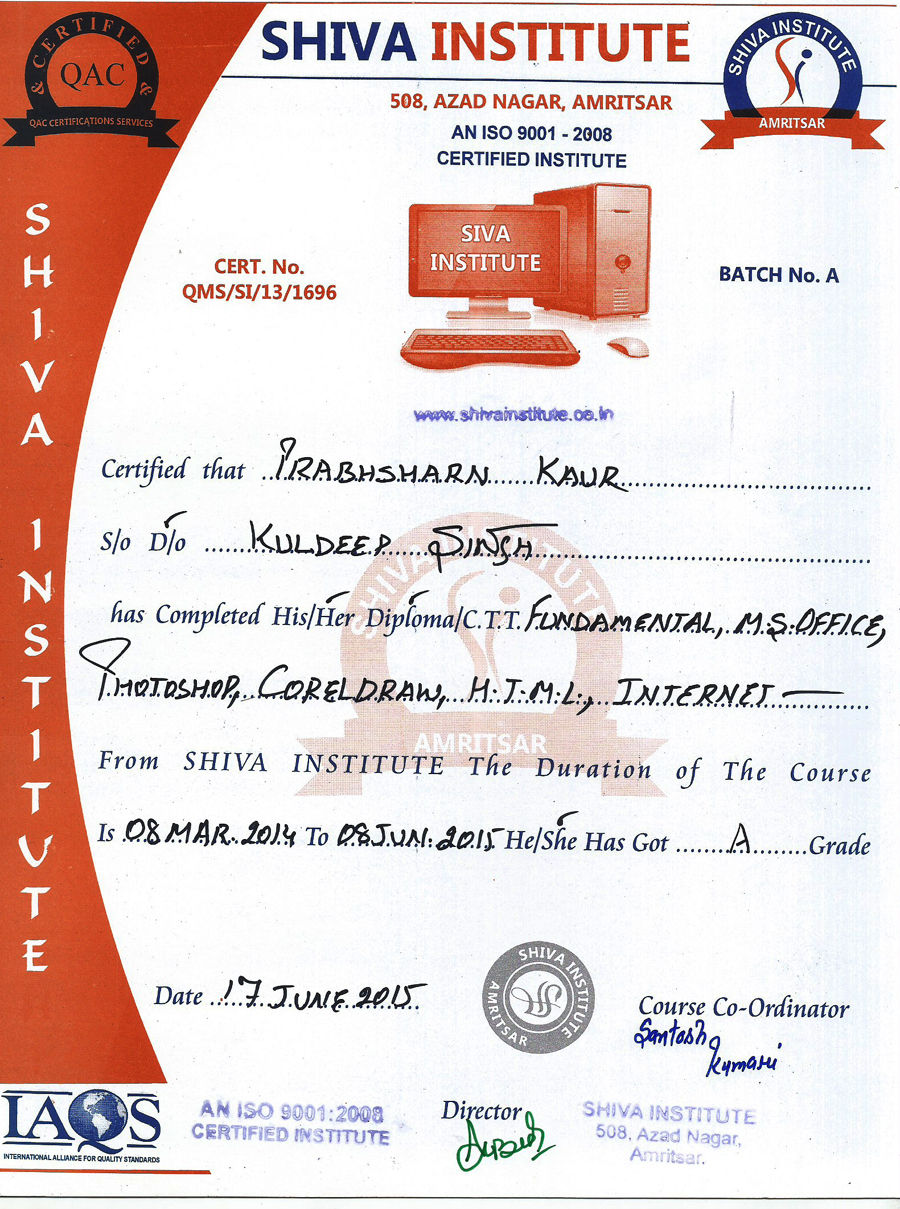 CERTIFIED
& &
QAC
QAC CERTIFICATIONS SERVICES
SHIVA INSTITUTE
SHIVA INSTITUTE
AMRITSAR
508, AZAD NAGAR, AMRITSAR
AN ISO 9001 - 2008
CERTIFIED INSTITUTE
SIVA
INSTITUTE
CERT. No.
QMS/SI/13/1696
BATCH No. A
www.shivainstitute.co.in
SHIVA INSTITUTE
Certified that PRABHSHARN KAUR
S/o D/o KULDEEP SINGH
has Completed His/Her Diploma/C.T.T. FUNDAMENTAL, M.S.OFFICE,
PHOTOSHOP, CORELDRAW, H.T.M.L., INTERNET
SHIVA INSTITUTE
AMRITSAR
From SHIVA INSTITUTE The Duration of The Course
Is 08 MAR. 2014 To 08 JUN. 2015 He/She Has Got A Grade
Date 17 JUNE 2015
SHIVA INSTITUTE
AMRITSAR
Course Co-Ordinator
Santosh
Kumari
IAQS
INTERNATIONAL ALLIANCE FOR QUALITY STANDARDS
AN ISO 9001:2008
CERTIFIED INSTITUTE
Director
SHIVA INSTITUTE
508, Azad Nagar,
Amritsar.